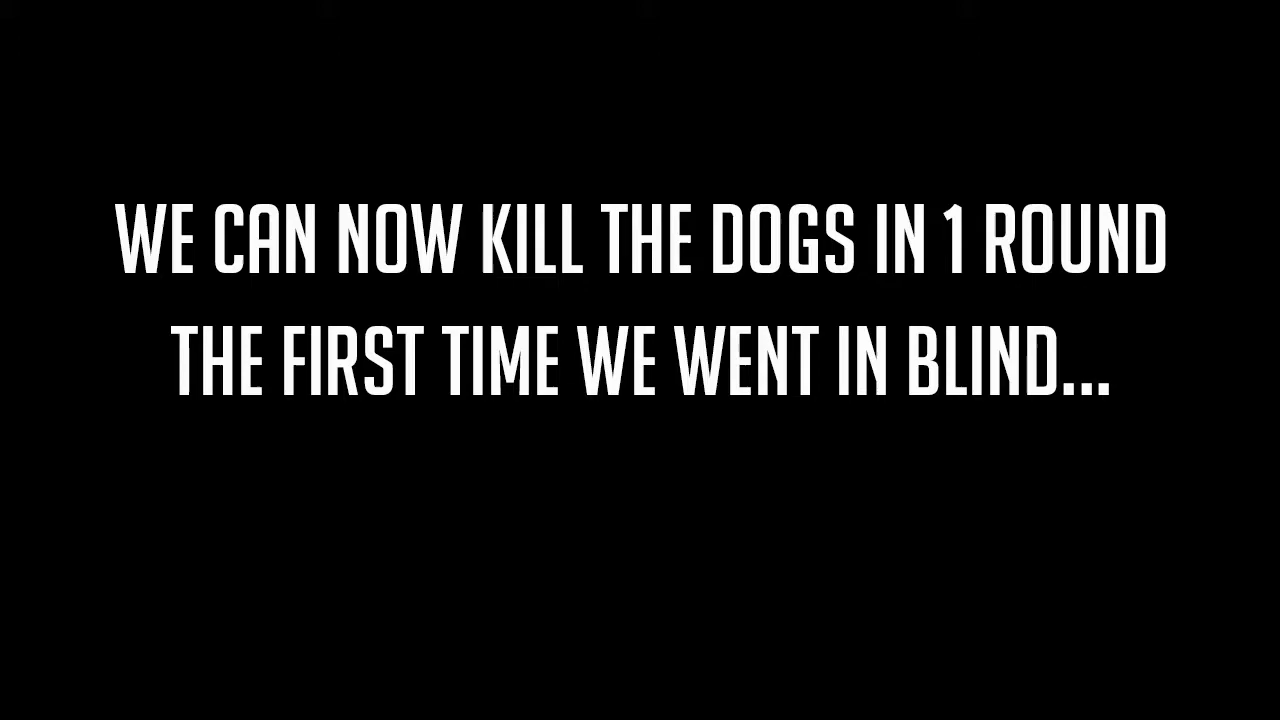 WE CAN NOW KILL THE DOGS IN 1 ROUND
THE FIRST TIME WE WENT IN BLIND...